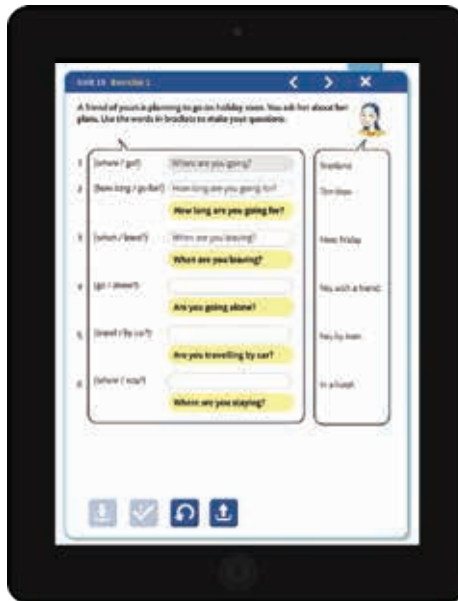 Unit 19 Exercise 1
A friend of yours is planning to go on holiday soon. You ask her about her
plans. Use the words in brackets to make your questions.
1 (where / go?) Where are you going? Scotland.
2 (how long / go for?) How long are you going for? Ten days.
How long are you going for?
3 (when / leave?) When are you leaving? Next Friday.
When are you leaving?
4 (go / alone?) No, with a friend.
Are you going alone?
5 (travel / by car?) No, by train.
Are you travelling by car?
6 (where / stay?) In a hotel.
Where are you staying?